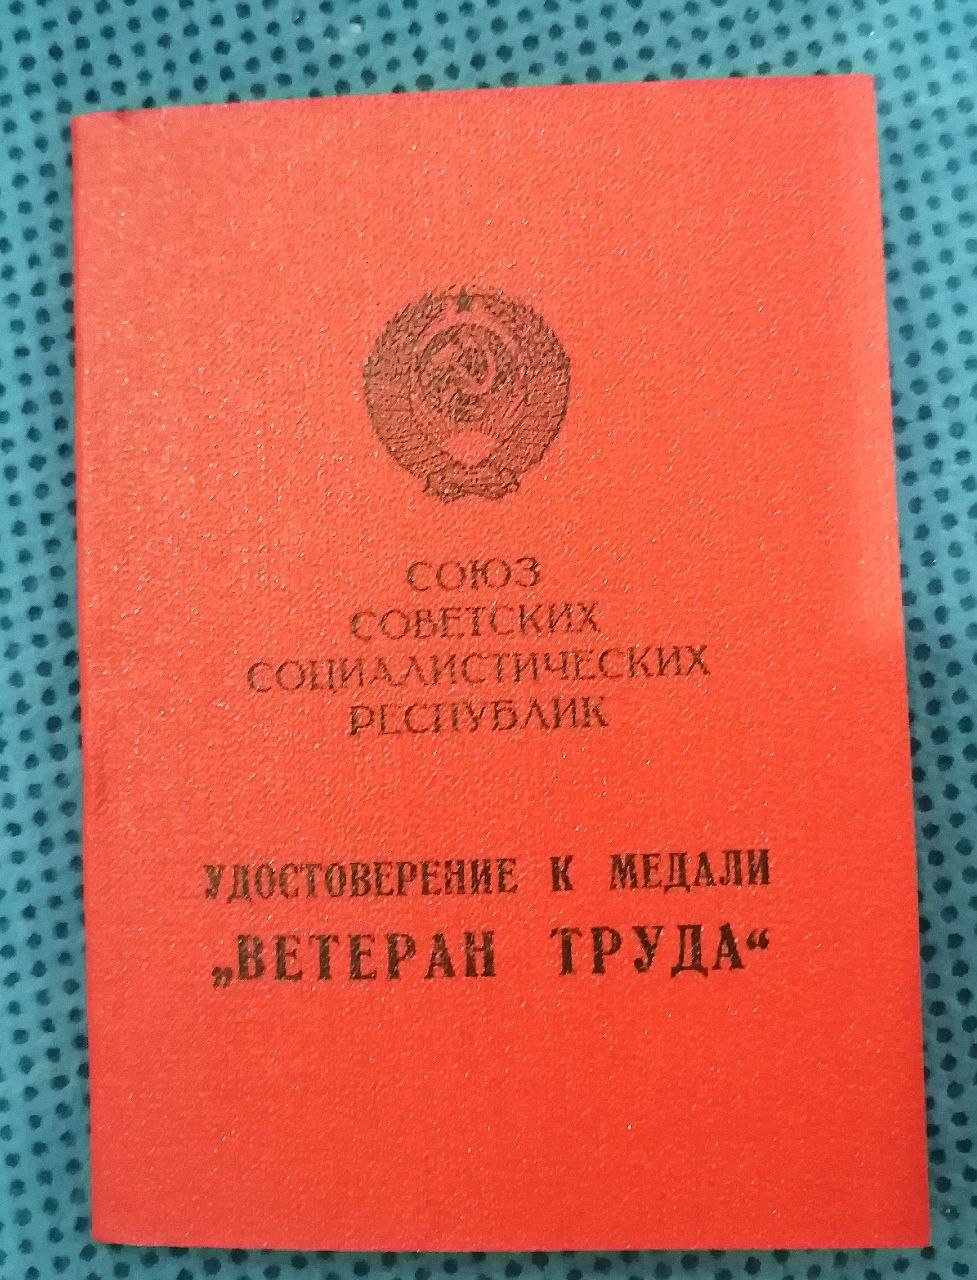 СОЮЗ
СОВЕТСКИХ
СОЦИАЛИСТИЧЕСКИХ
РЕСПУБЛИК
УДОСТОВЕРЕНИЕ К МЕДАЛИ
„ВЕТЕРАН ТРУДА“